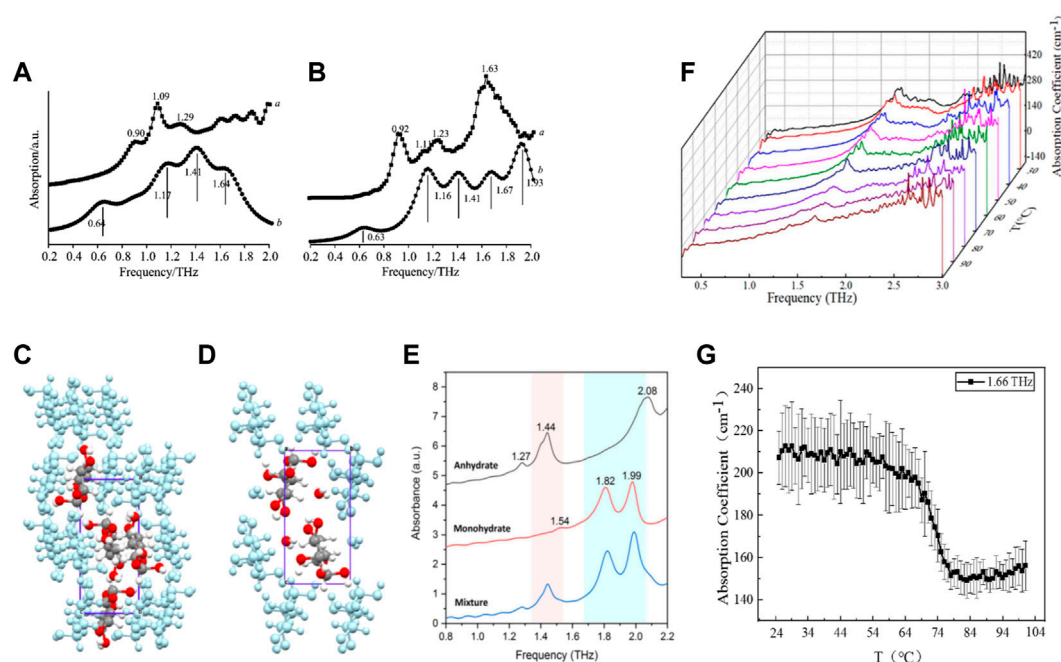 A
Absorption/a.u.
0.90
1.09
1.29
a
0.64
1.17
1.41
1.64
b
0.2 0.4 0.6 0.8 1.0 1.2 1.4 1.6 1.8 2.0
Frequency/THz
B
0.92
1.11
1.23
1.63
a
b
0.63
1.16
1.41
1.67
1.93
0.2 0.4 0.6 0.8 1.0 1.2 1.4 1.6 1.8 2.0
Frequency/THz
F
Absorption Coefficient (cm⁻¹)
420
280
140
0
-140
30
30
40
50
60
70
80
90
T(°C)
0.5 1.0 1.5 2.0 2.5 3.0
Frequency (THz)
C
D
E
Absorbance (a.u.)
8
7
6
5
4
3
2
1
0
1.27
1.44
2.08
Anhydrate
1.54
1.82
1.99
Monohydrate
Mixture
0.8 1.0 1.2 1.4 1.6 1.8 2.0 2.2
Frequency (THz)
G
1.66 THz
Absorption Coefficient (cm⁻¹)
240
220
200
180
160
140
24 34 44 54 64 74 84 94 104
T (°C)